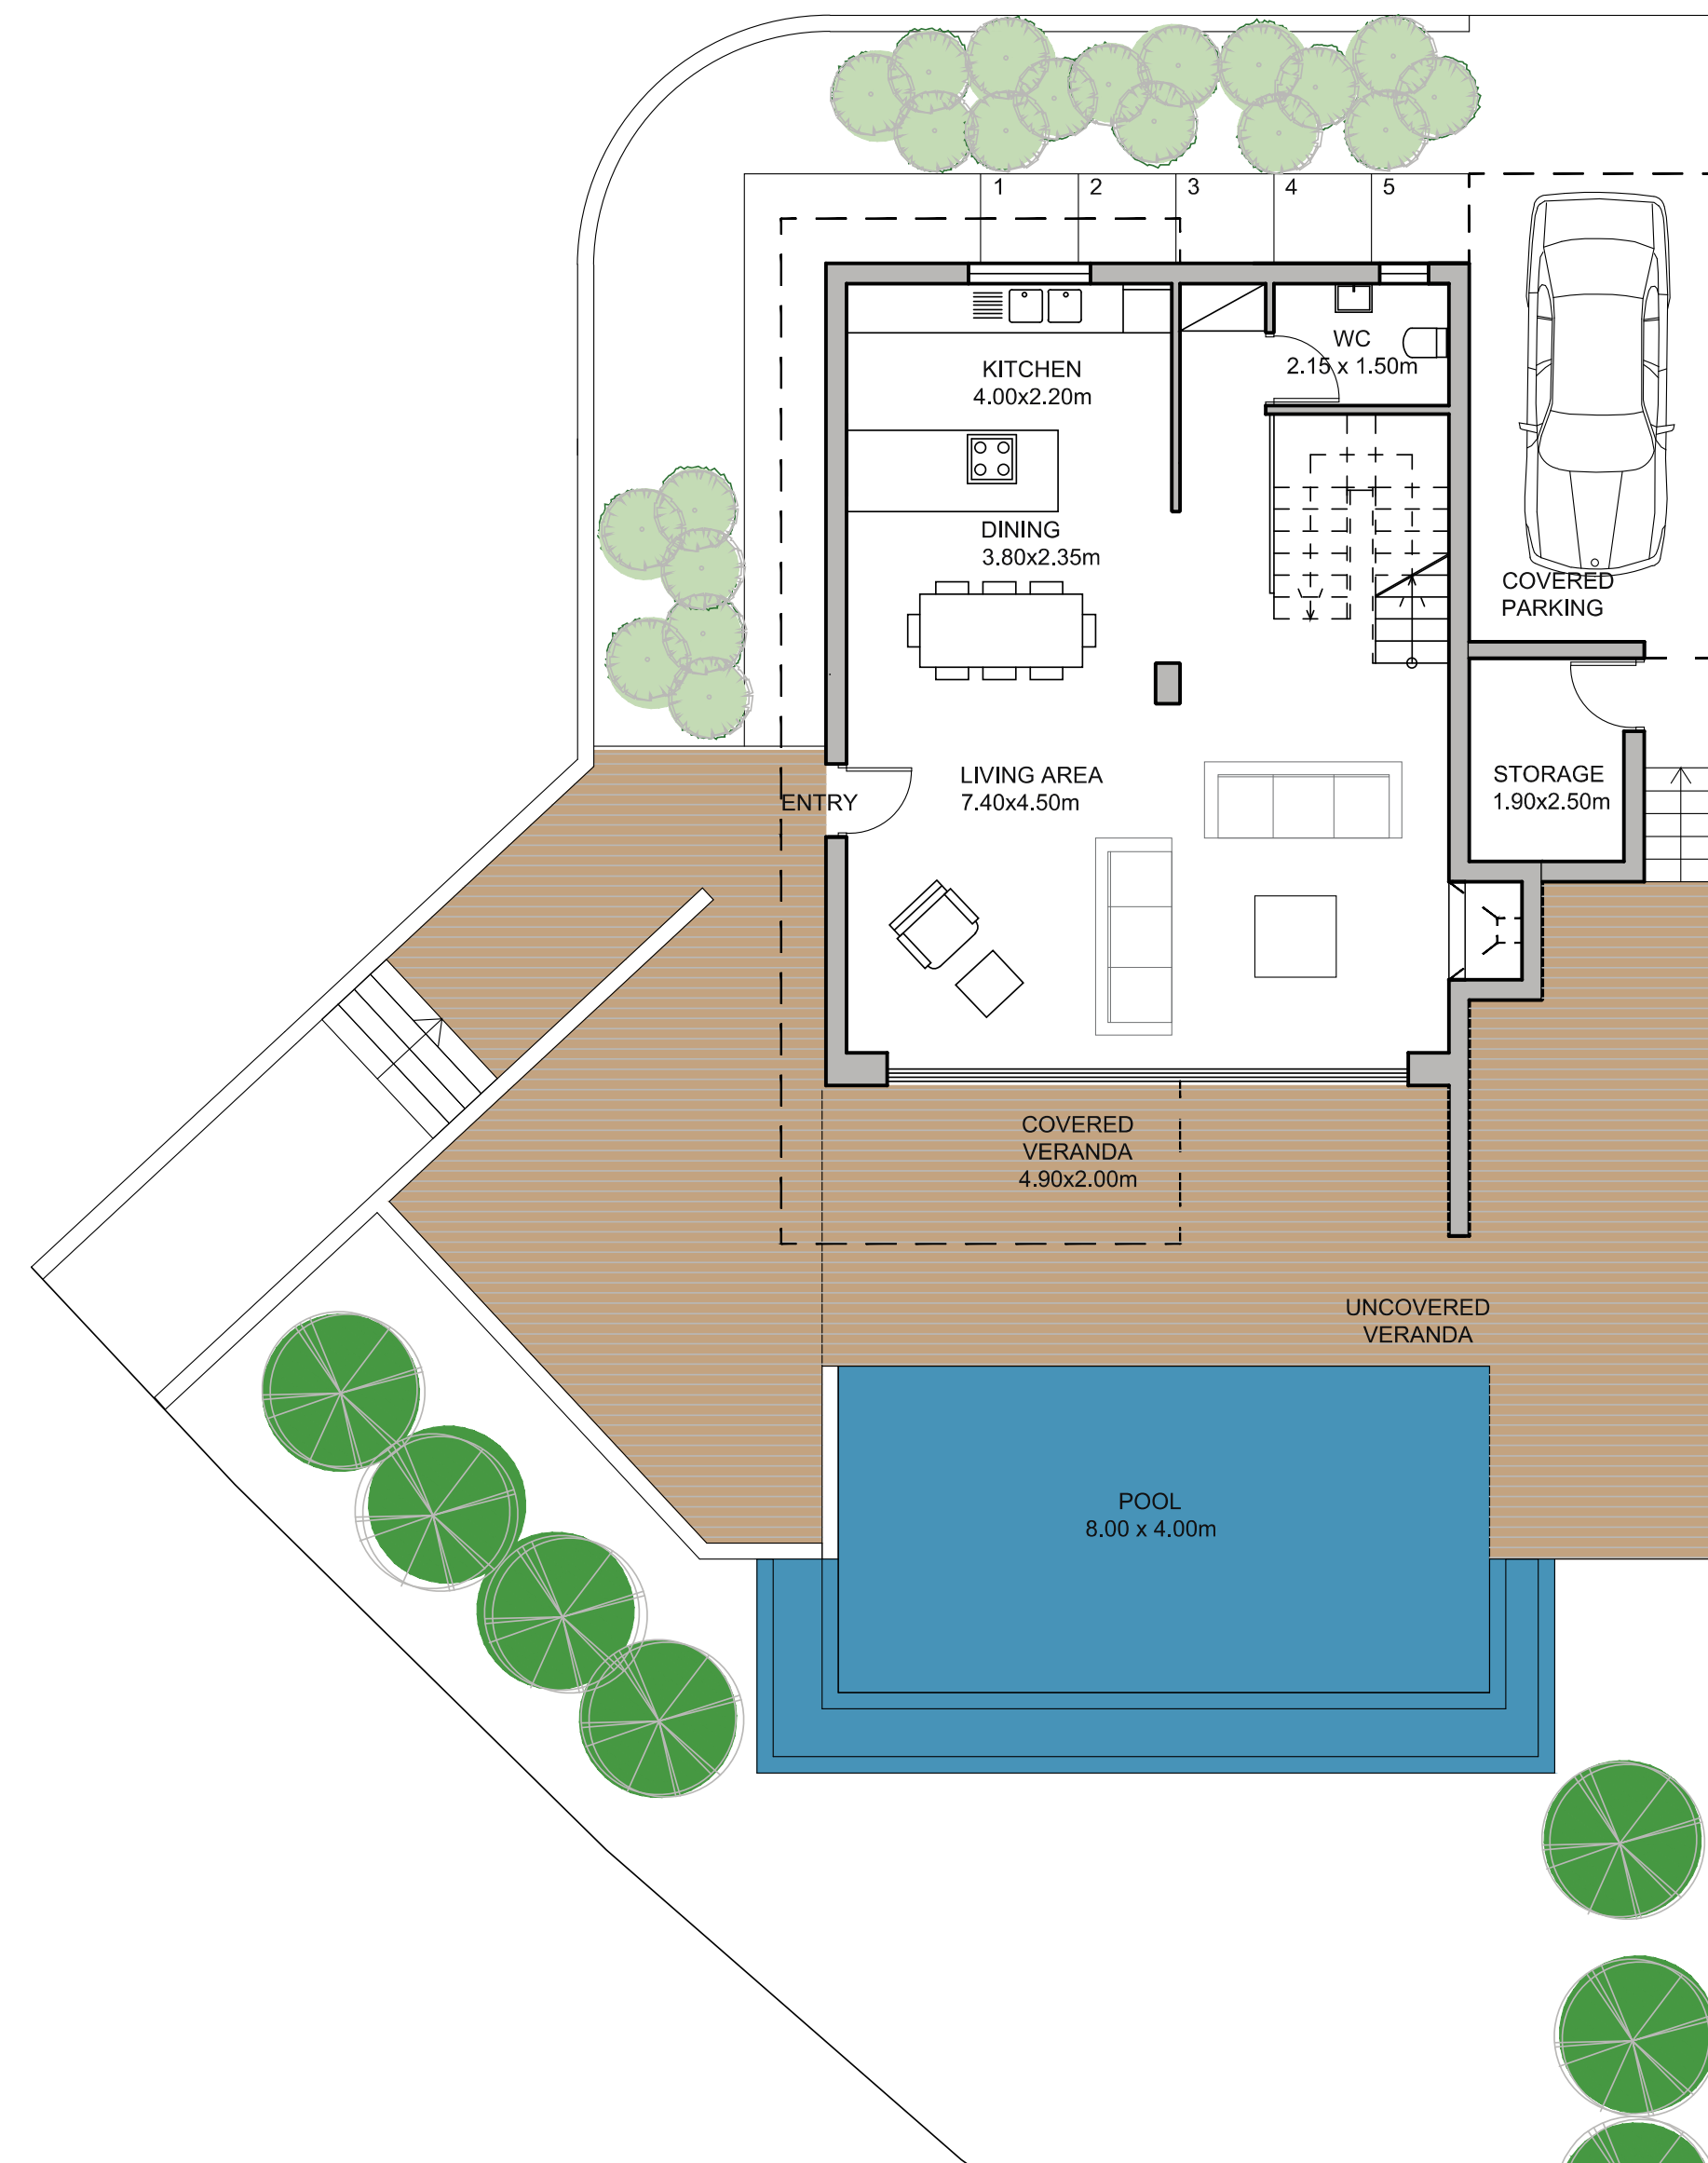 1 2 3 4 5
WC
2.15 x 1.50m
KITCHEN
4.00x2.20m
DINING
3.80x2.35m
COVERED
PARKING
LIVING AREA
7.40x4.50m
STORAGE
1.90x2.50m
ENTRY
COVERED
VERANDA
4.90x2.00m
UNCOVERED
VERANDA
POOL
8.00 x 4.00m